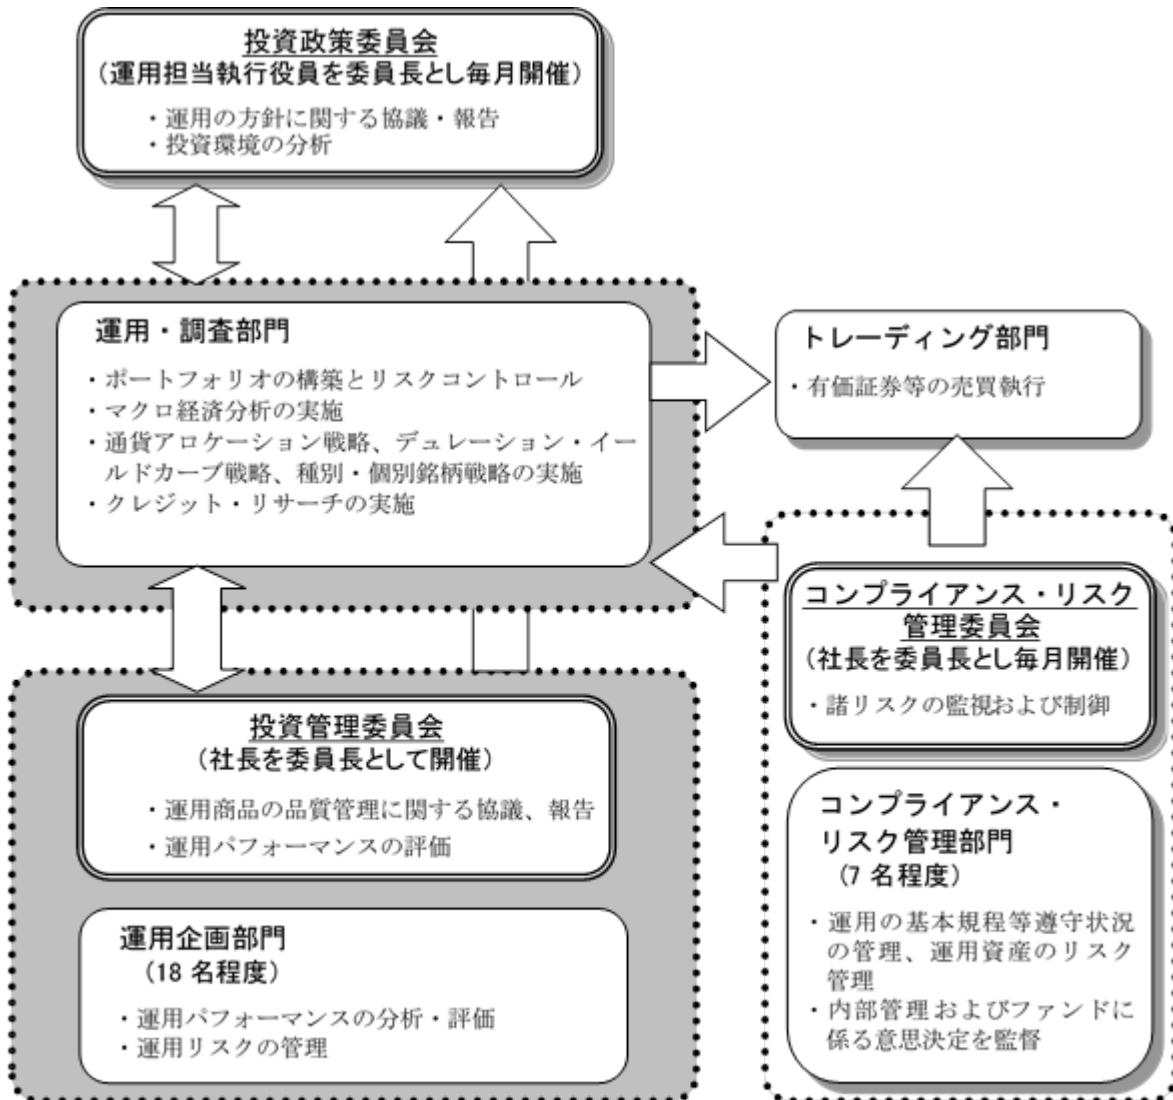 投資政策委員会
(運用担当執行役員を委員長とし毎月開催)
・運用の方針に関する協議・報告
・投資環境の分析
運用・調査部門
・ポートフォリオの構築とリスクコントロール
・マクロ経済分析の実施
・通貨アロケーション戦略、デュレーション・イー
ルドカーブ戦略、種別・個別銘柄戦略の実施
・クレジット・リサーチの実施
トレーディング部門
・有価証券等の売買執行
投資管理委員会
(社長を委員長として開催)
・運用商品の品質管理に関する協議、報告
・運用パフォーマンスの評価
運用企画部門
(18 名程度)
・運用パフォーマンスの分析・評価
・運用リスクの管理
コンプライアンス・リスク
管理委員会
(社長を委員長とし毎月開催)
・諸リスクの監視および制御
コンプライアンス・
リスク管理部門
(7 名程度)
・運用の基本規程等遵守状況
の管理、運用資産のリスク
管理
・内部管理およびファンドに
係る意思決定を監督